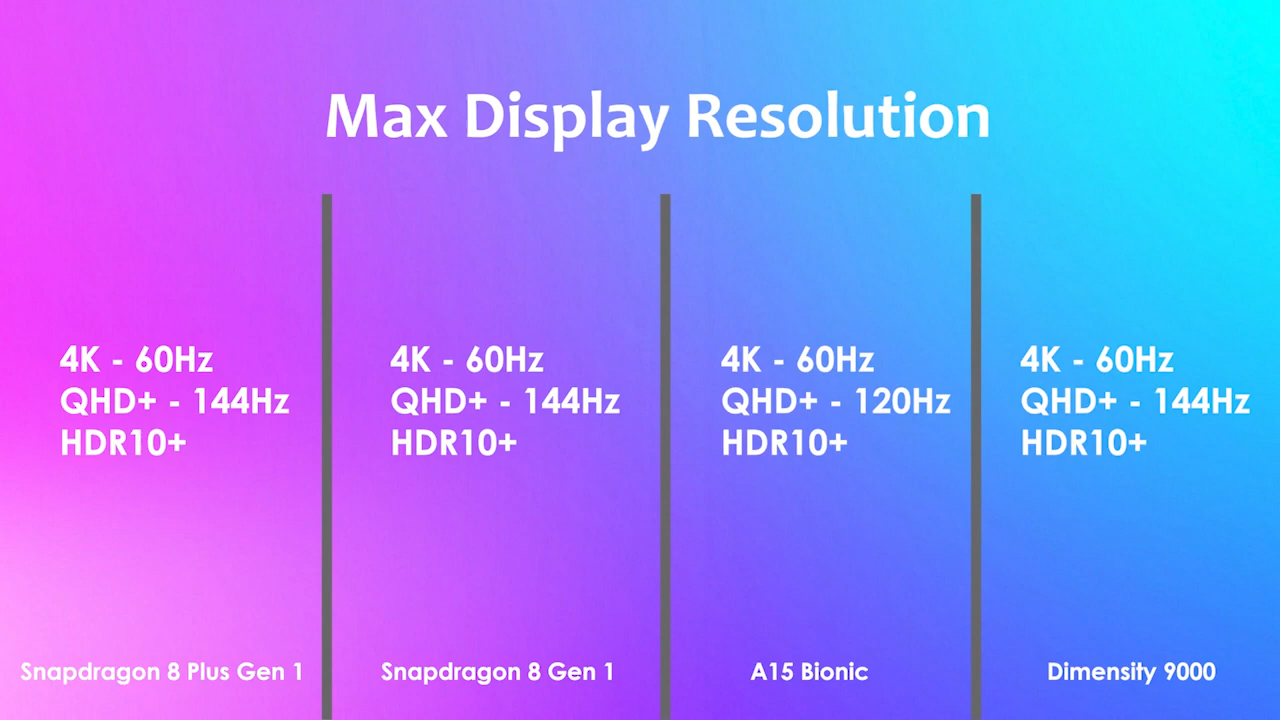 Max Display Resolution
4K - 60Hz
QHD+ - 144Hz
HDR10+
Snapdragon 8 Plus Gen 1
4K - 60Hz
QHD+ - 144Hz
HDR10+
Snapdragon 8 Gen 1
4K - 60Hz
QHD+ - 120Hz
HDR10+
A15 Bionic
4K - 60Hz
QHD+ - 144Hz
HDR10+
Dimensity 9000